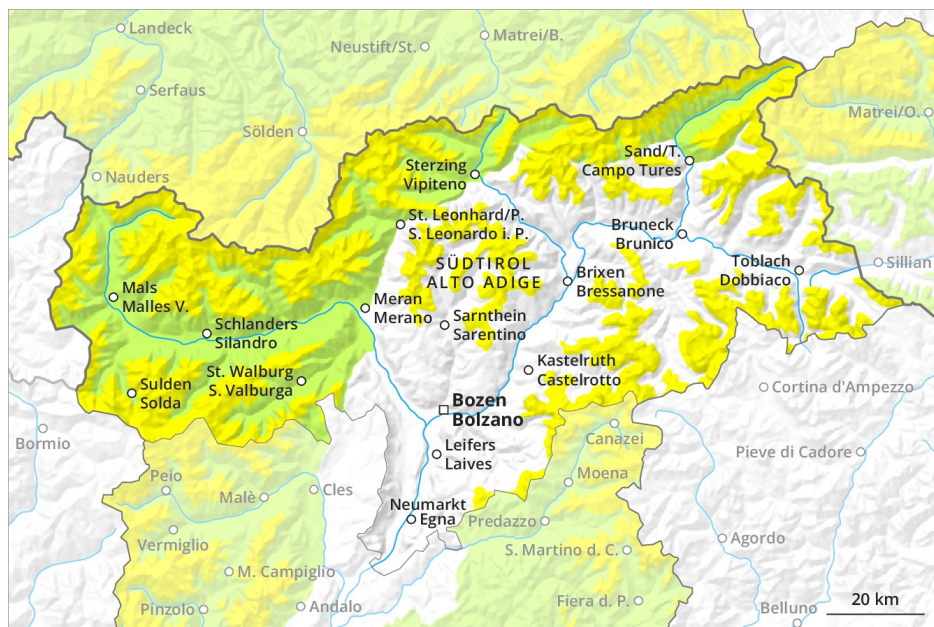 Landeck
Matrei/B.
Neustift/St.
Serfaus
Matrei/O.
Sölden
Sand/T.
Campo Tures
Sterzing
Vipiteno
Nauders
St. Leonhard/P.
S. Leonardo i. P.
Bruneck
Brunico
SÜDTIROL
ALTO ADIGE
Toblach
Dobbiaco
Sillian
Brixen
Bressanone
Mals
Malles V.
Meran
Merano
Sarnthein
Sarentino
Schlanders
Silandro
St. Walburg
S. Valburga
Kastelruth
Castelrotto
Sulden
Solda
Cortina d'Ampezzo
Bozen
Bolzano
Bormio
Canazei
Leifers
Laives
Pieve di Cadore
Peio
Moena
Malè
Cles
Neumarkt
Egna
Predazzo
Agordo
Vermiglio
S. Martino d. C.
M. Campiglio
Fiera d. P.
Pinzolo
Andalo
Belluno
20 km